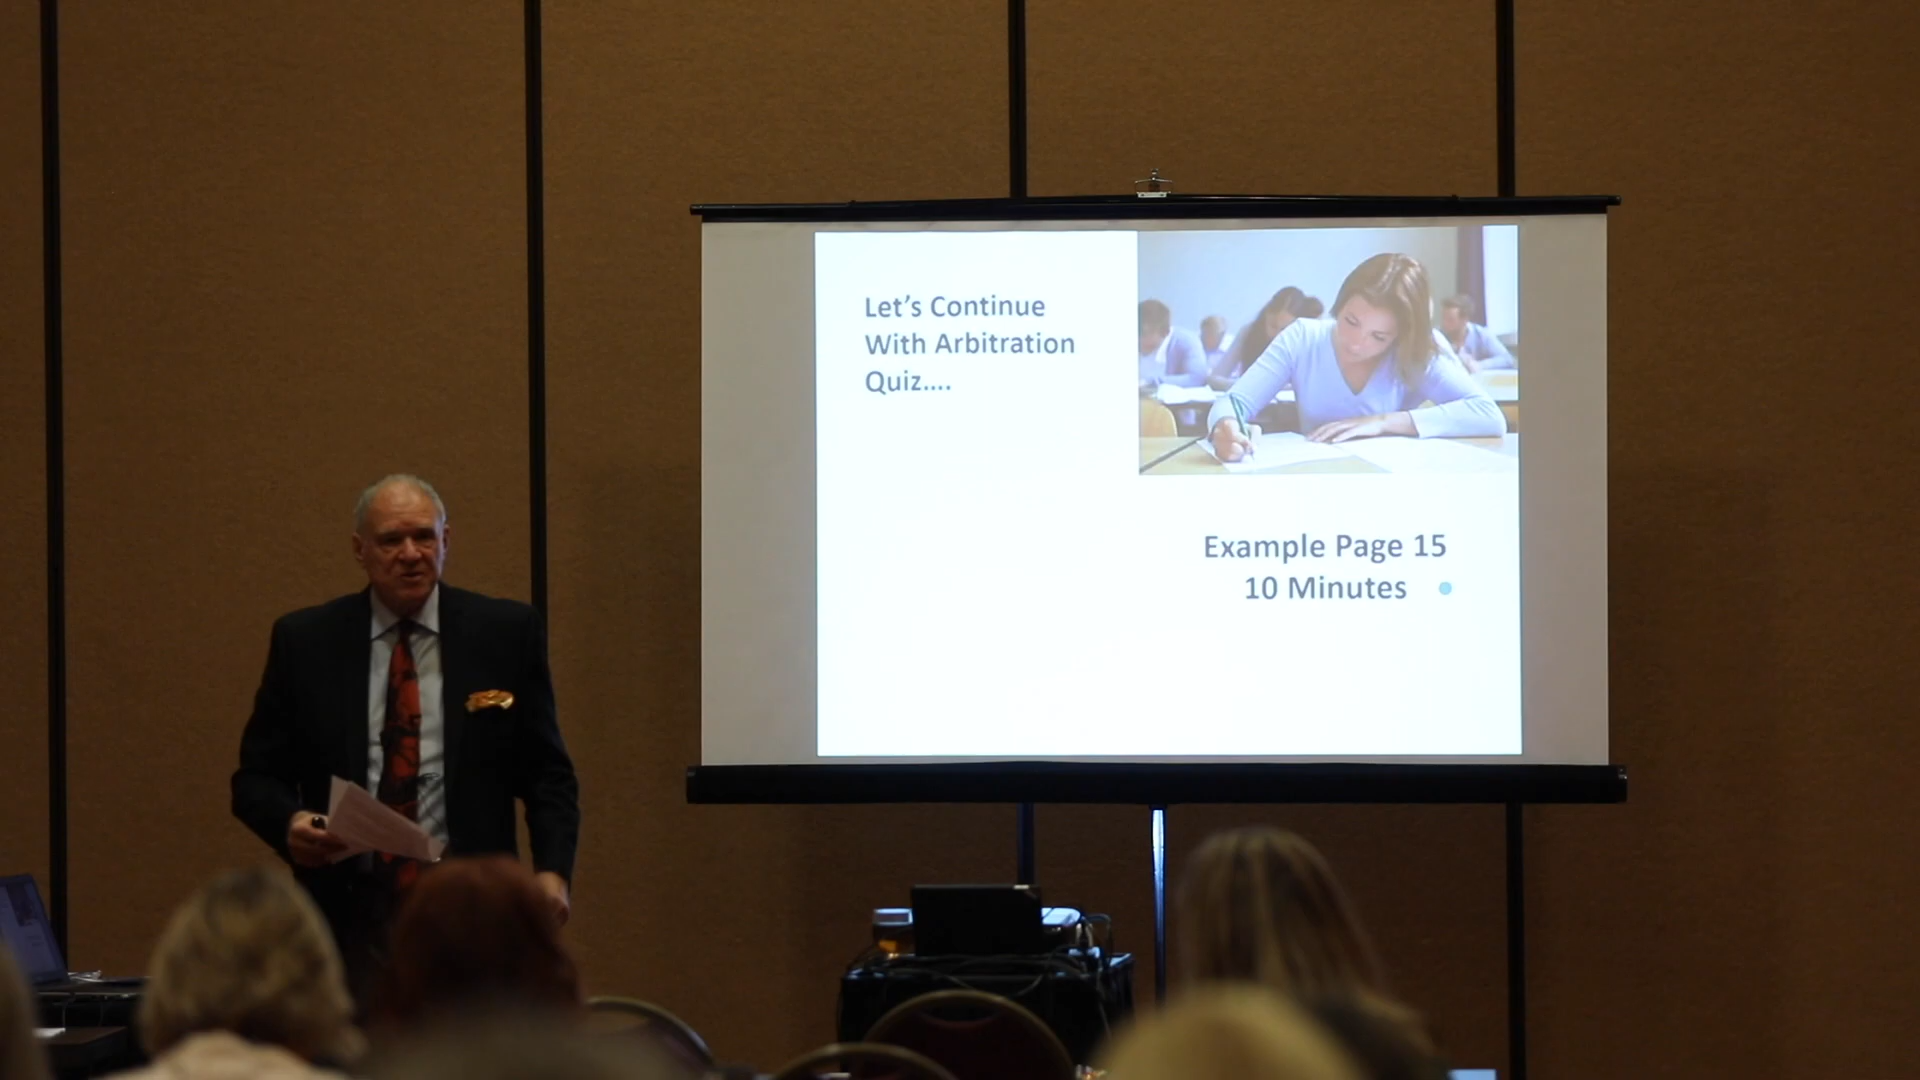 Let’s Continue
With Arbitration
Quiz....
Example Page 15
10 Minutes